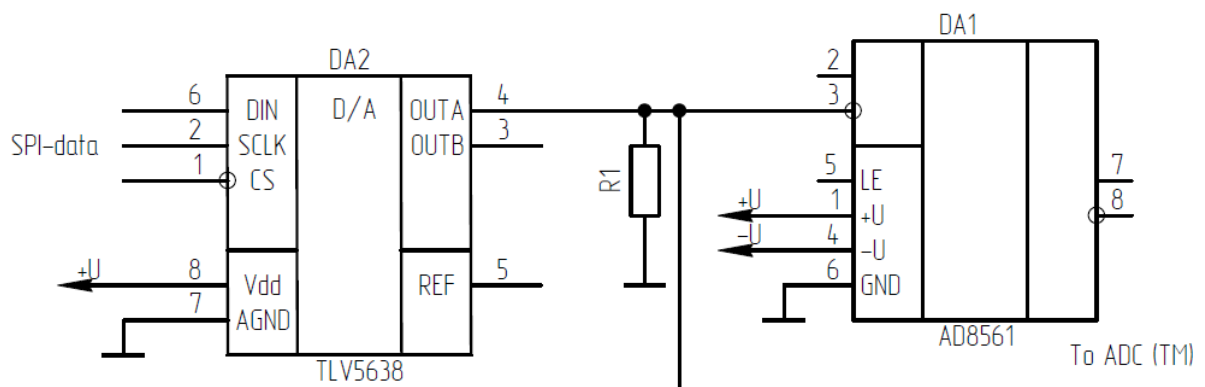 DA1
DA2
2
6 DIN D/A OUTA 4
3
2 SCLK OUTB 3
SPI-data
1 CS
R1
5 LE 7
+U 1 +U 8
-U 4 -U
+U 8 Vdd REF 5
6 GND
7 AGND
AD8561
TLV5638
To ADC (TM)